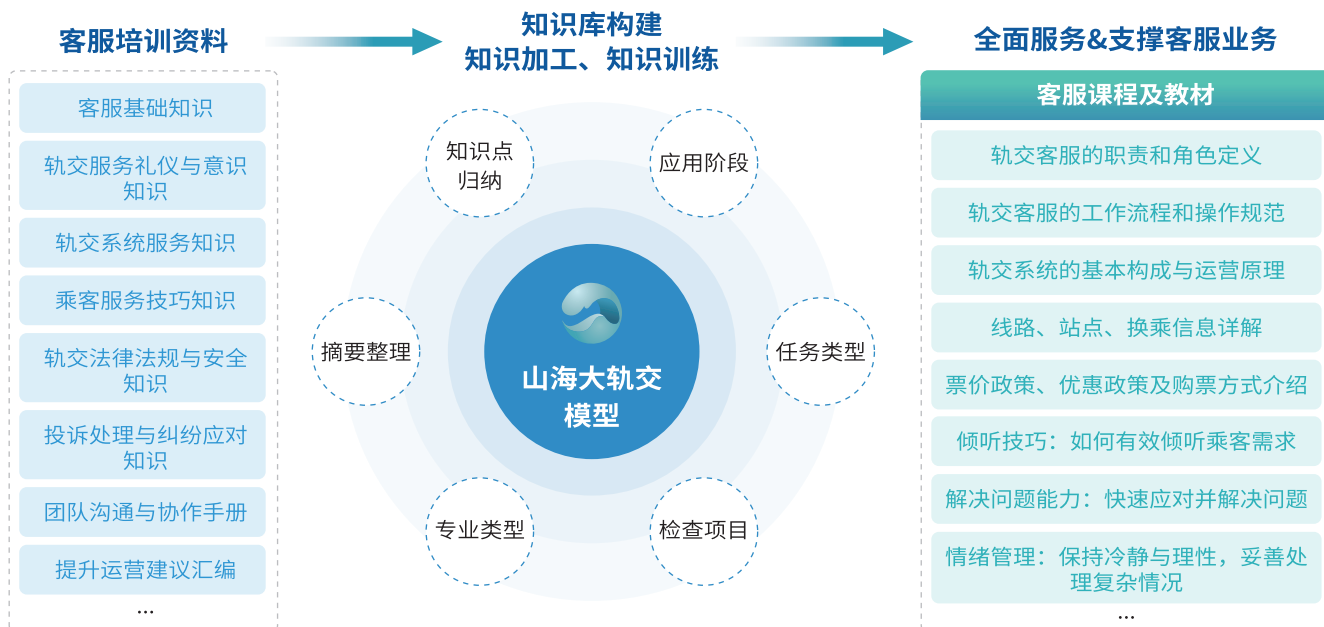 客服培训资料
客服基础知识
轨交服务礼仪与意识
知识
轨交系统服务知识
乘客服务技巧知识
轨交法律法规与安全
知识
投诉处理与纠纷应对
知识
团队沟通与协作手册
提升运营建议汇编
...
知识库构建
知识加工、知识训练
知识点
归纳
应用阶段
摘要整理
山海大轨交
模型
任务类型
专业类型
检查项目
全面服务&支撑客服业务
客服课程及教材
轨交客服的职责和角色定义
轨交客服的工作流程和操作规范
轨交系统的基本构成与运营原理
线路、站点、换乘信息详解
票价政策、优惠政策及购票方式介绍
倾听技巧：如何有效倾听乘客需求
解决问题能力：快速应对并解决问题
情绪管理：保持冷静与理性，妥善处
理复杂情况
...